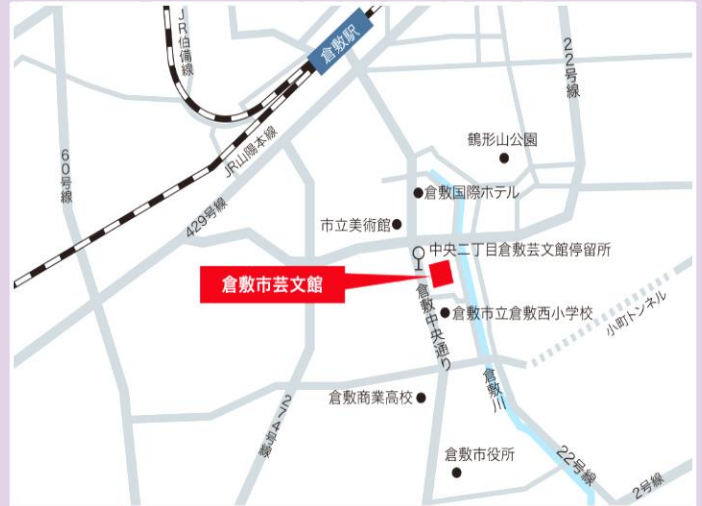 JR伯備線
倉敷駅
22号線
60号線
JR山陽本線
鶴形山公園
429号線
倉敷国際ホテル
市立美術館
中央二丁目倉敷芸文館停留所
倉敷市芸文館
倉敷中央通り
倉敷市立倉敷西小学校
小町トンネル
倉敷川
274号線
倉敷商業高校
倉敷市役所
22号線
2号線